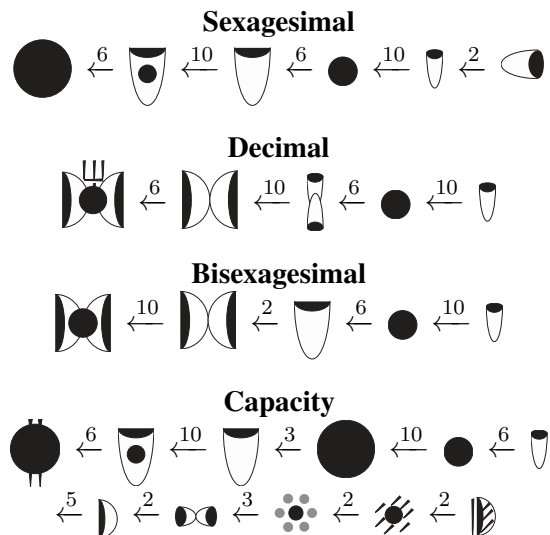 Sexagesimal
6 10 6 10 2
Decimal
6 10 6 10
Bisexagesimal
10 2 6 10
Capacity
6 10 3 10 6
5 2 3 2 2